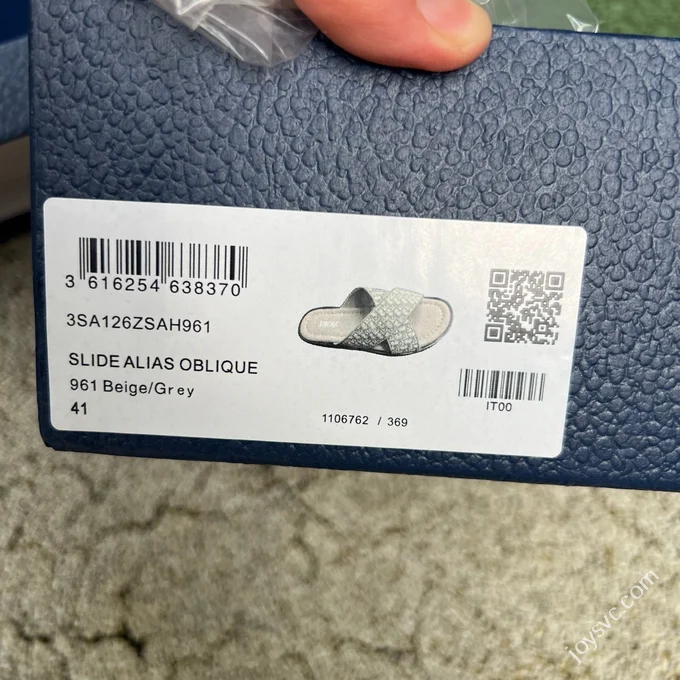 3 616254 638370
3SA126ZSAH961
SLIDE ALIAS OBLIQUE
961 Beige/Grey
41
1106762 / 369
IT00
joysvc.com